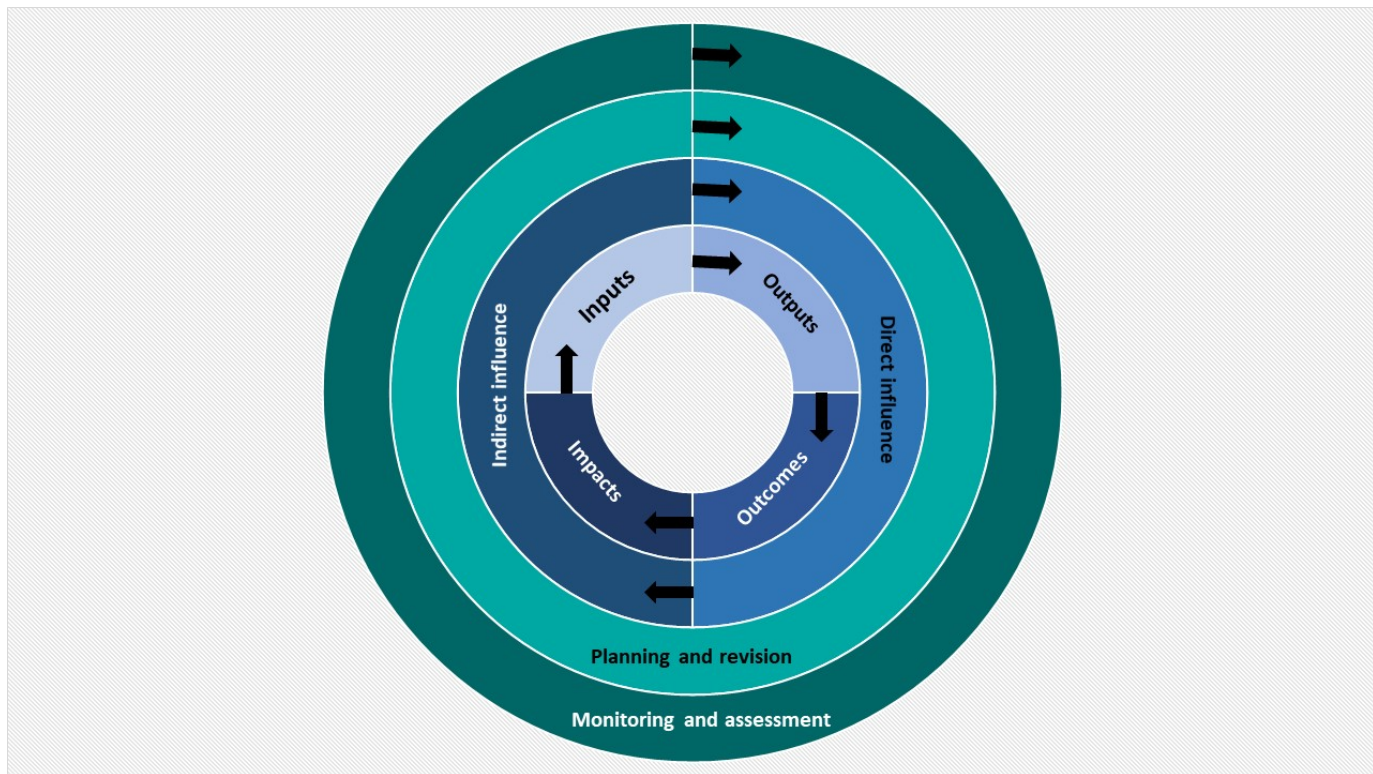 Inputs
Outputs
Indirect influence
Direct influence
Impacts
Outcomes
Planning and revision
Monitoring and assessment